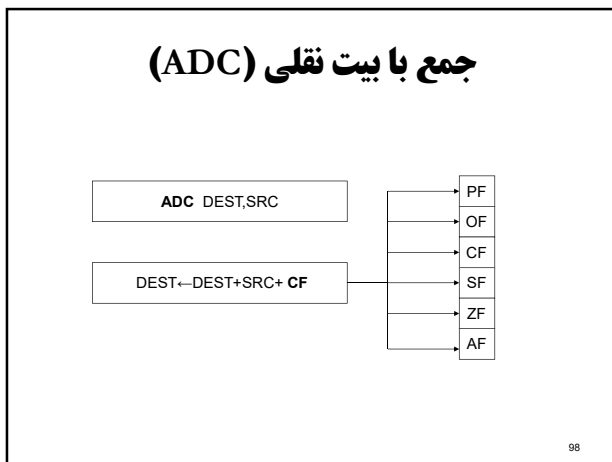 جمع با بیت نقلی (ADC)
ADC DEST,SRC
DEST←DEST+SRC+ CF
PF
OF
CF
SF
ZF
AF
98